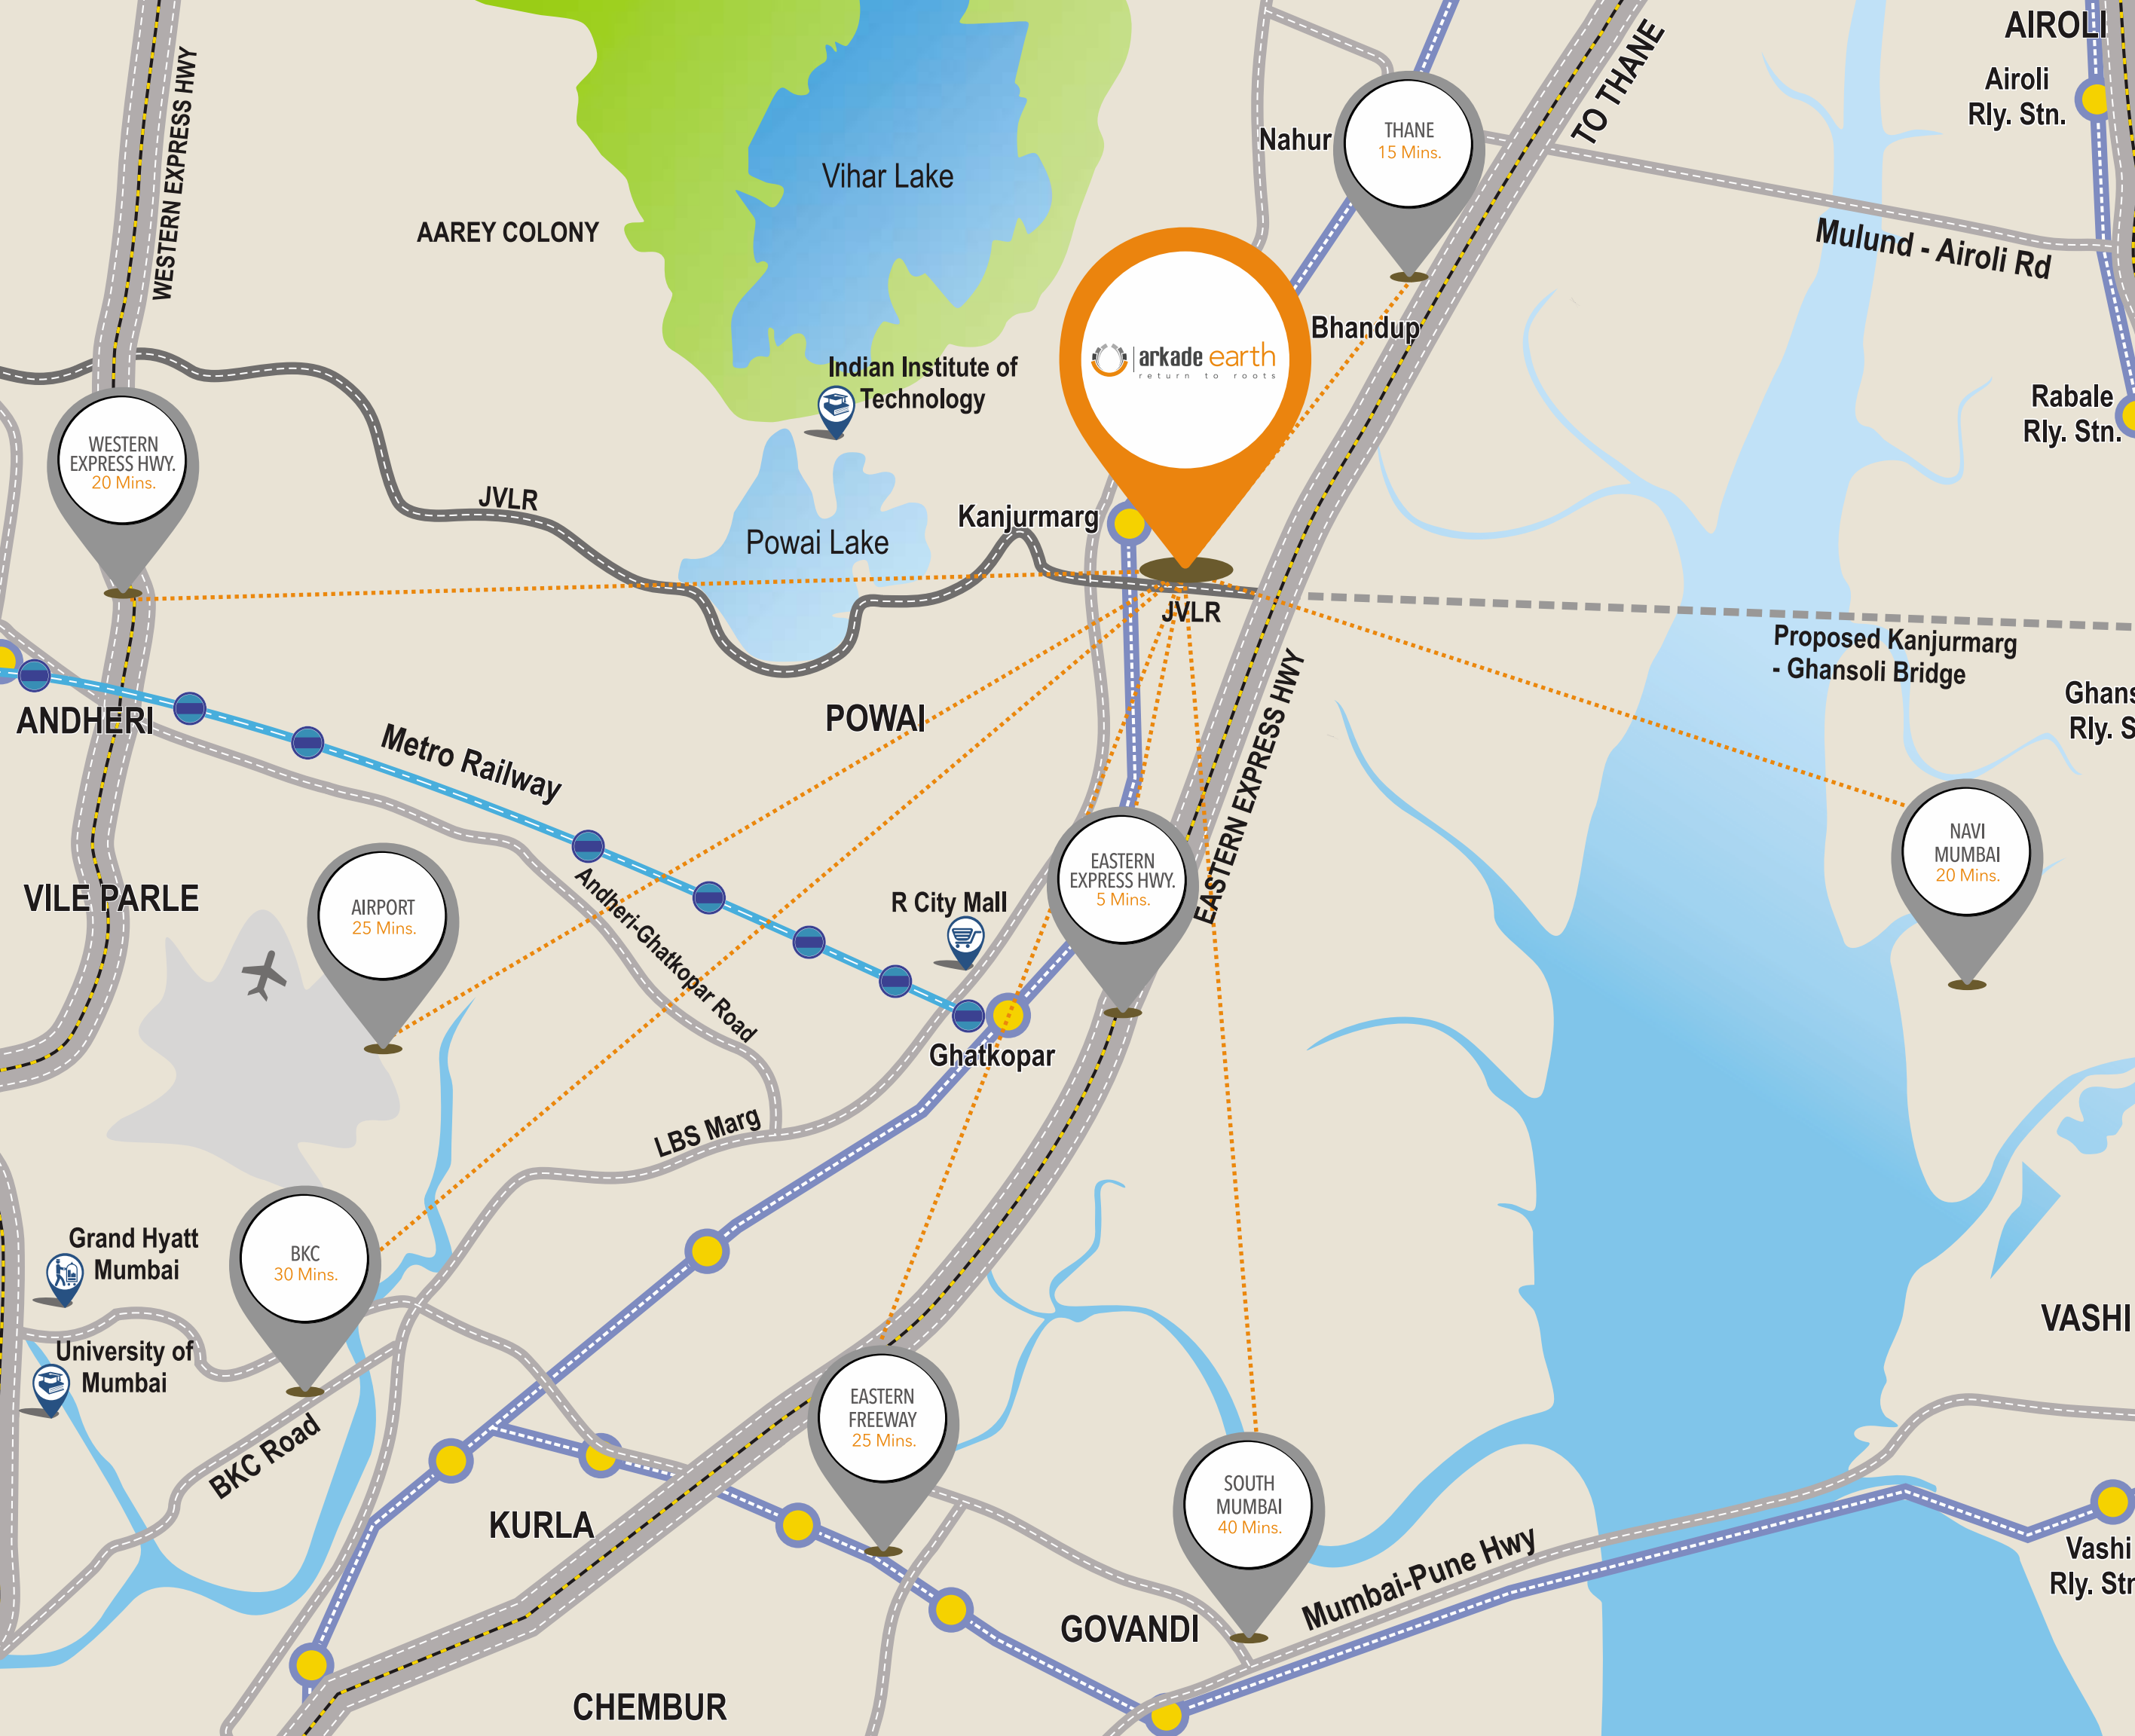 AIROLI
WESTERN EXPRESS HWY
TO THANE
Airoli
Rly. Stn.
THANE
15 Mins.
Nahur
Vihar Lake
AAREY COLONY
Mulund - Airoli Rd
Bhandup
arkade earth
return to roots
Indian Institute of
Technology
Rabale
Rly. Stn.
WESTERN
EXPRESS HWY.
20 Mins.
JVLR
Kanjurmarg
Powai Lake
JVLR
Proposed Kanjurmarg
- Ghansoli Bridge
Ghans
Rly. S
ANDHERI
POWAI
Metro Railway
EASTERN EXPRESS HWY
NAVI
MUMBAI
20 Mins.
EASTERN
EXPRESS HWY.
5 Mins.
VILE PARLE
AIRPORT
25 Mins.
Andheri-Ghatkopar Road
R City Mall
Ghatkopar
LBS Marg
Grand Hyatt
Mumbai
BKC
30 Mins.
VASHI
University of
Mumbai
BKC Road
EASTERN
FREEWAY
25 Mins.
SOUTH
MUMBAI
40 Mins.
KURLA
Mumbai-Pune Hwy
Vashi
Rly. Str
GOVANDI
CHEMBUR